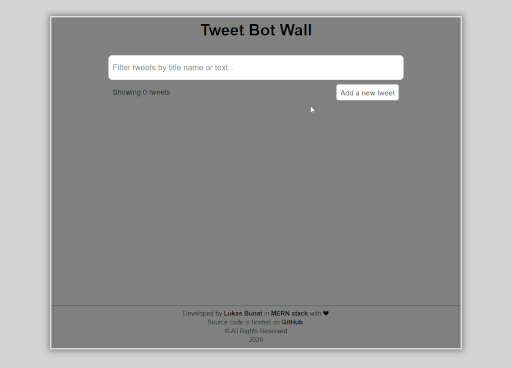 Tweet Bot Wall
Filter tweets by title name or text...
Showing 0 tweets
Add a new tweet
Developed by Lukas Bunat in MERN stack with ❤
Source code is hosted on GitHub
© All Rights Reserved
2020